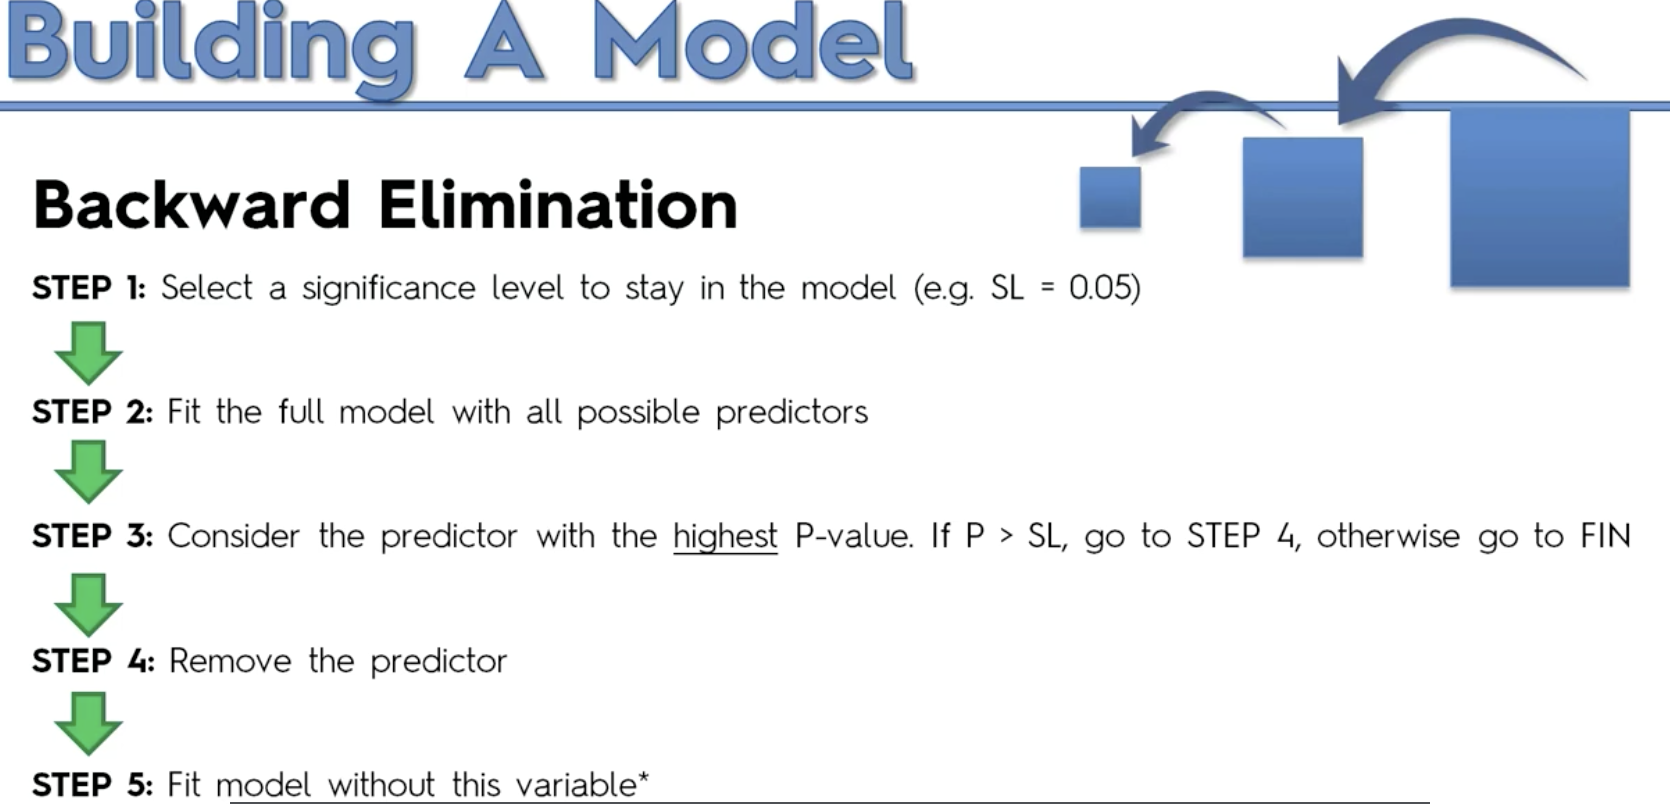 Building A Model
Backward Elimination
STEP 1: Select a significance level to stay in the model (e.g. SL = 0.05)
STEP 2: Fit the full model with all possible predictors
STEP 3: Consider the predictor with the highest P-value. If P > SL, go to STEP 4, otherwise go to FIN
STEP 4: Remove the predictor
STEP 5: Fit model without this variable*